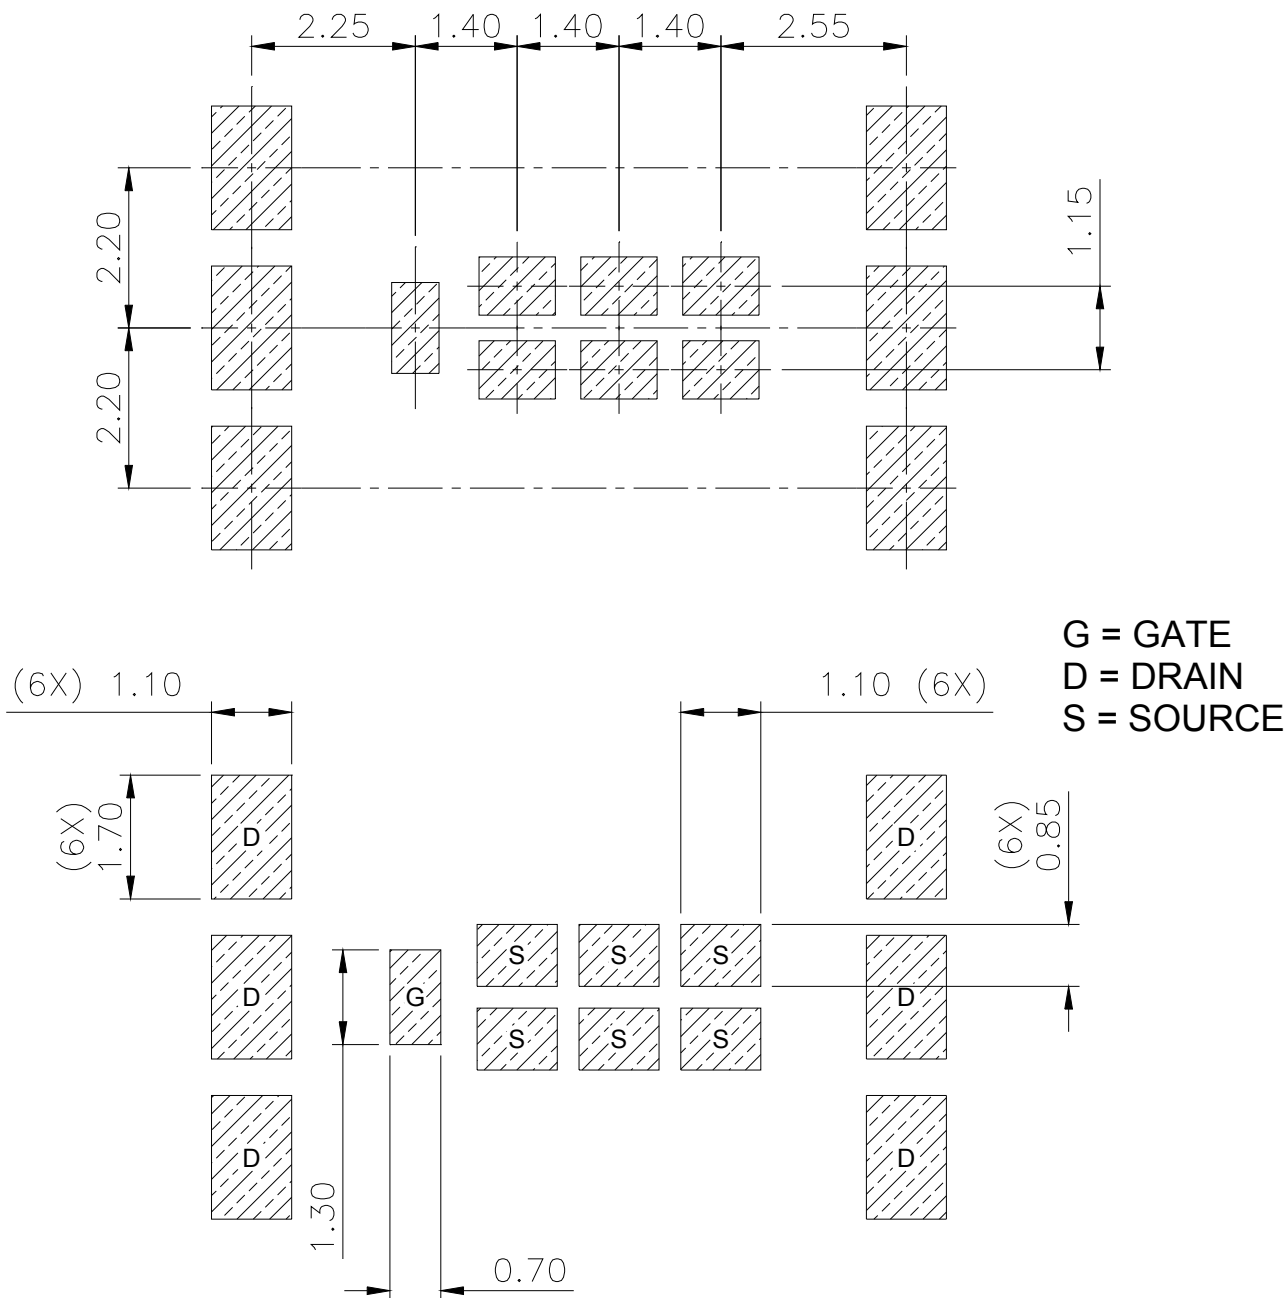 2.25 1.40 1.40 1.40 2.55
2.20
1.15
2.20
G = GATE
D = DRAIN
S = SOURCE
(6X) 1.10
1.10 (6X)
(6X)
1.70
(6X)
0.85
D
D
S S S
D
G
D
S S S
D
D
1.30
0.70